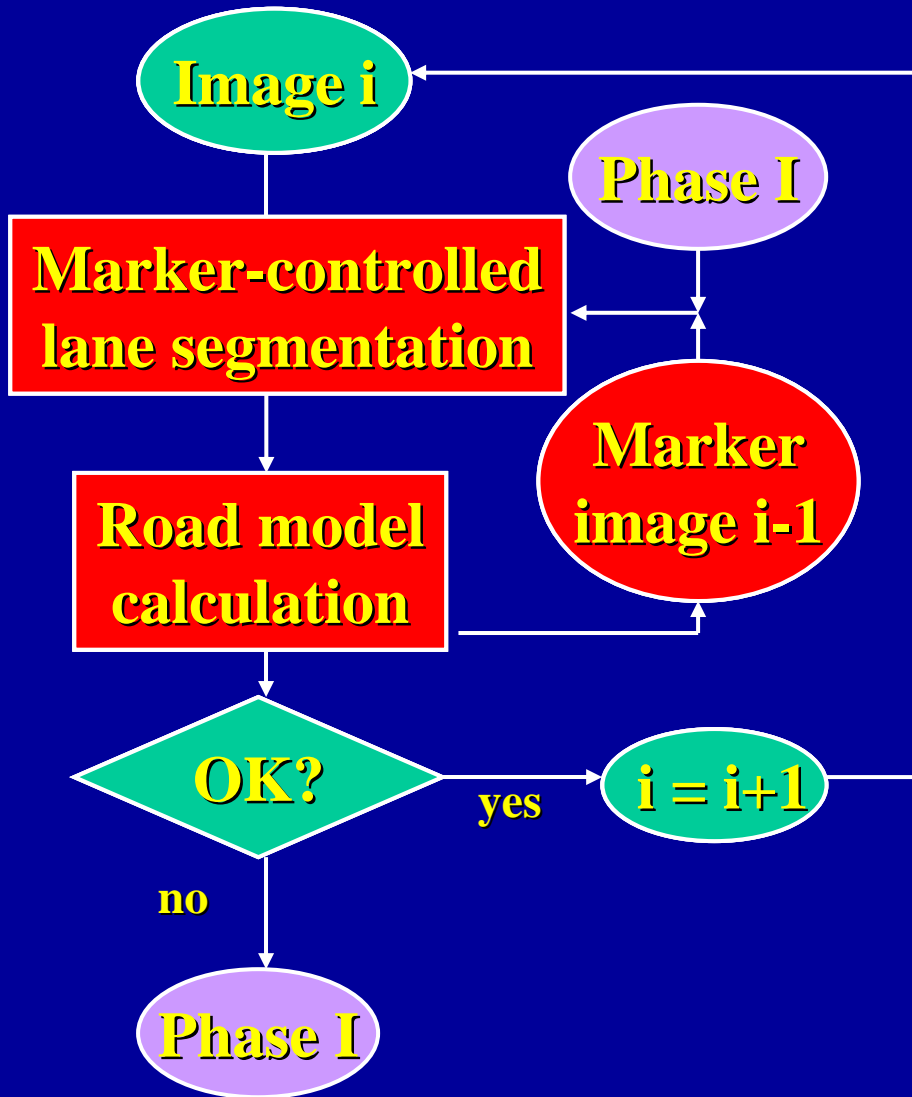 Image i
Phase I
Marker-controlled
lane segmentation
Marker
image i-1
Road model
calculation
OK?
yes
i = i+1
no
Phase I